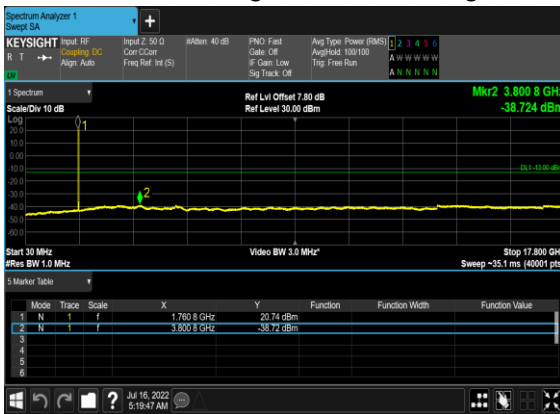 Spectrum Analyzer 1
Swept SA
KEYSIGHT Input: RF Input Z: 50 Ω #Atten: 40 dB PNO: Fast Avg Type: Power (RMS) 1 2 3 4 5 6
R T Coupling: DC Corr CCorr Gate: Off Avg|Hold: 100/100 A W W W W W
Align: Auto Freq Ref: Int (S) IF Gain: Low Trig: Free Run
LV Sig Track: Off A N N N N N
1 Spectrum Ref Lvl Offset 7.80 dB Mkr2 3.800 8 GHz
Scale/Div 10 dB Ref Level 30.00 dBm -38.724 dBm
Log
20.0 1
10.0
0.00
-10.0 DL1 -13.00 dBm
-20.0
-30.0 2
-40.0
-50.0
-60.0
Start 30 MHz Video BW 3.0 MHz* Stop 17.800 GHz
#Res BW 1.0 MHz Sweep ~35.1 ms (40001 pts)
5 Marker Table
Mode Trace Scale X Y Function Function Width Function Value
1 N 1 f 1.760 8 GHz 20.74 dBm
2 N 1 f 3.800 8 GHz -38.72 dBm
3
4
5
6
? Jul 16, 2022
5:19:47 AM